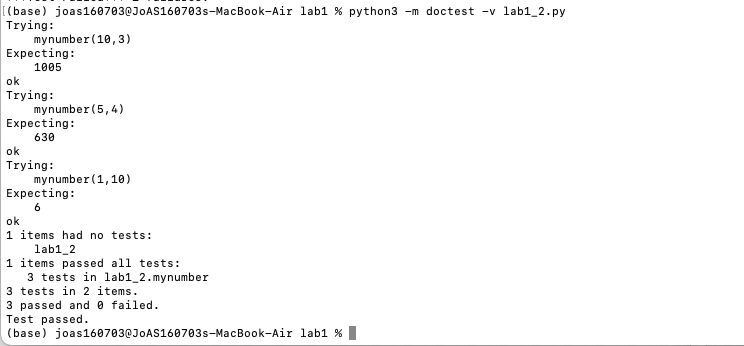 (base) joas160703@JoAS160703s-MacBook-Air lab1 % python3 -m doctest -v lab1_2.py
Trying:
    mynumber(10,3)
Expecting:
    1005
ok
Trying:
    mynumber(5,4)
Expecting:
    630
ok
Trying:
    mynumber(1,10)
Expecting:
    6
ok
1 items had no tests:
    lab1_2
1 items passed all tests:
   3 tests in lab1_2.mynumber
3 tests in 2 items.
3 passed and 0 failed.
Test passed.
(base) joas160703@JoAS160703s-MacBook-Air lab1 %